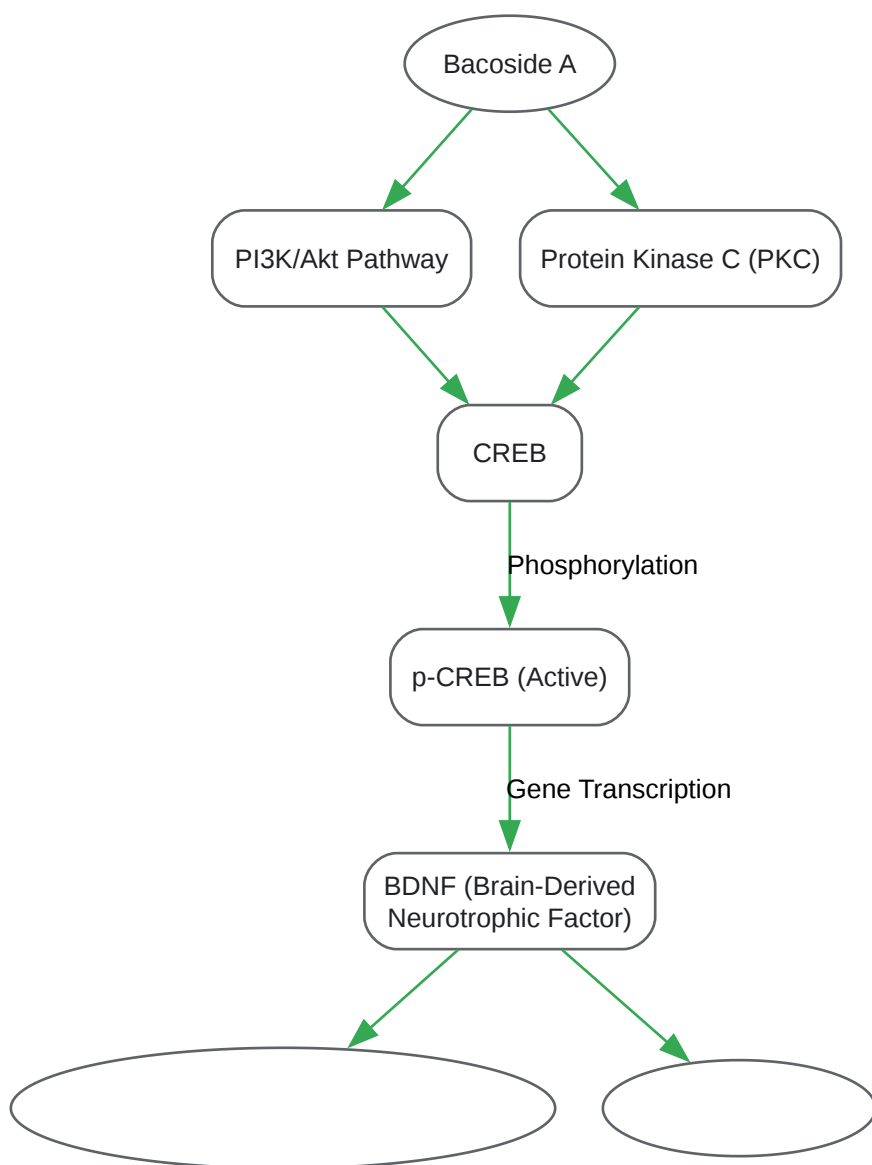 Bacoside A
PI3K/Akt Pathway
Protein Kinase C (PKC)
CREB
Phosphorylation
p-CREB (Active)
Gene Transcription
BDNF (Brain-Derived
Neurotrophic Factor)